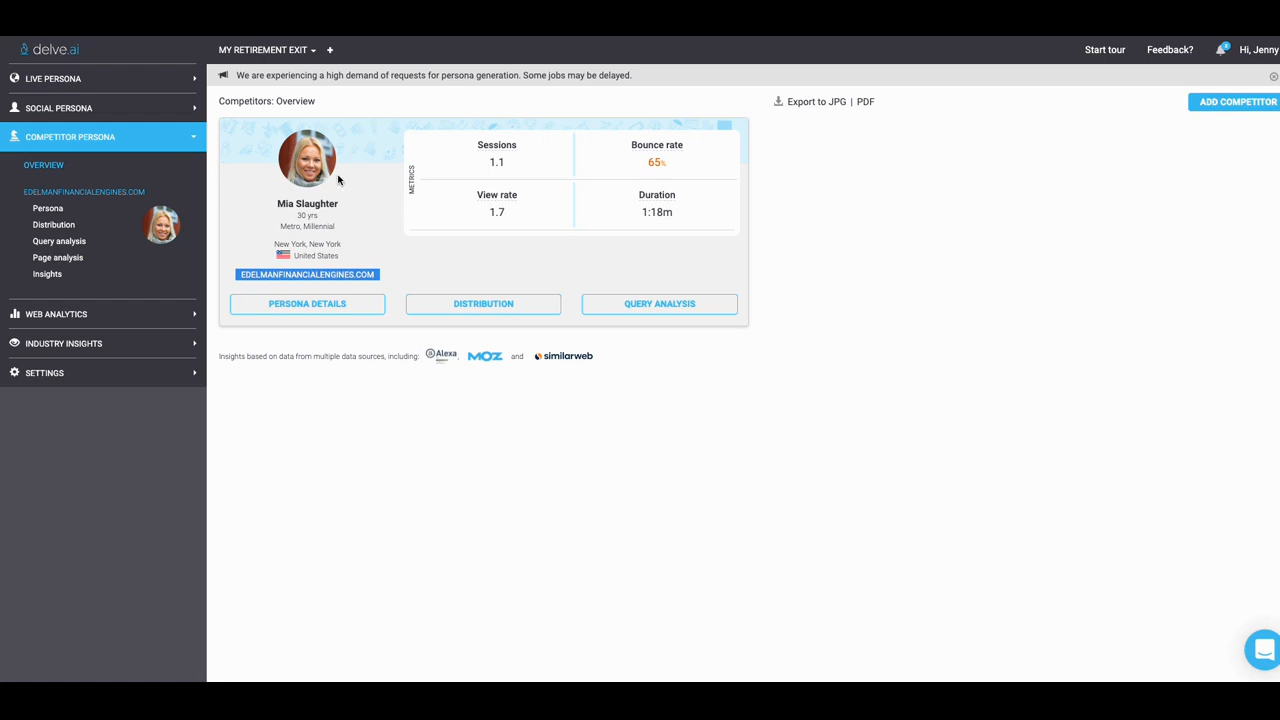 delve.ai
MY RETIREMENT EXIT
+
Start tour
Feedback?
Hi, Jenny
LIVE PERSONA
SOCIAL PERSONA
COMPETITOR PERSONA
OVERVIEW
EDELMANFINANCIALENGINES.COM
Persona
Distribution
Query analysis
Page analysis
Insights
WEB ANALYTICS
INDUSTRY INSIGHTS
SETTINGS
We are experiencing a high demand of requests for persona generation. Some jobs may be delayed.
Competitors: Overview
Export to JPG | PDF
ADD COMPETITOR
Mia Slaughter
30 yrs
Metro, Millennial
New York, New York
United States
EDELMANFINANCIALENGINES.COM
METRICS
Sessions
1.1
Bounce rate
65%
View rate
1.7
Duration
1:18m
PERSONA DETAILS
DISTRIBUTION
QUERY ANALYSIS
Insights based on data from multiple data sources, including: Alexa, MOZ and similarweb